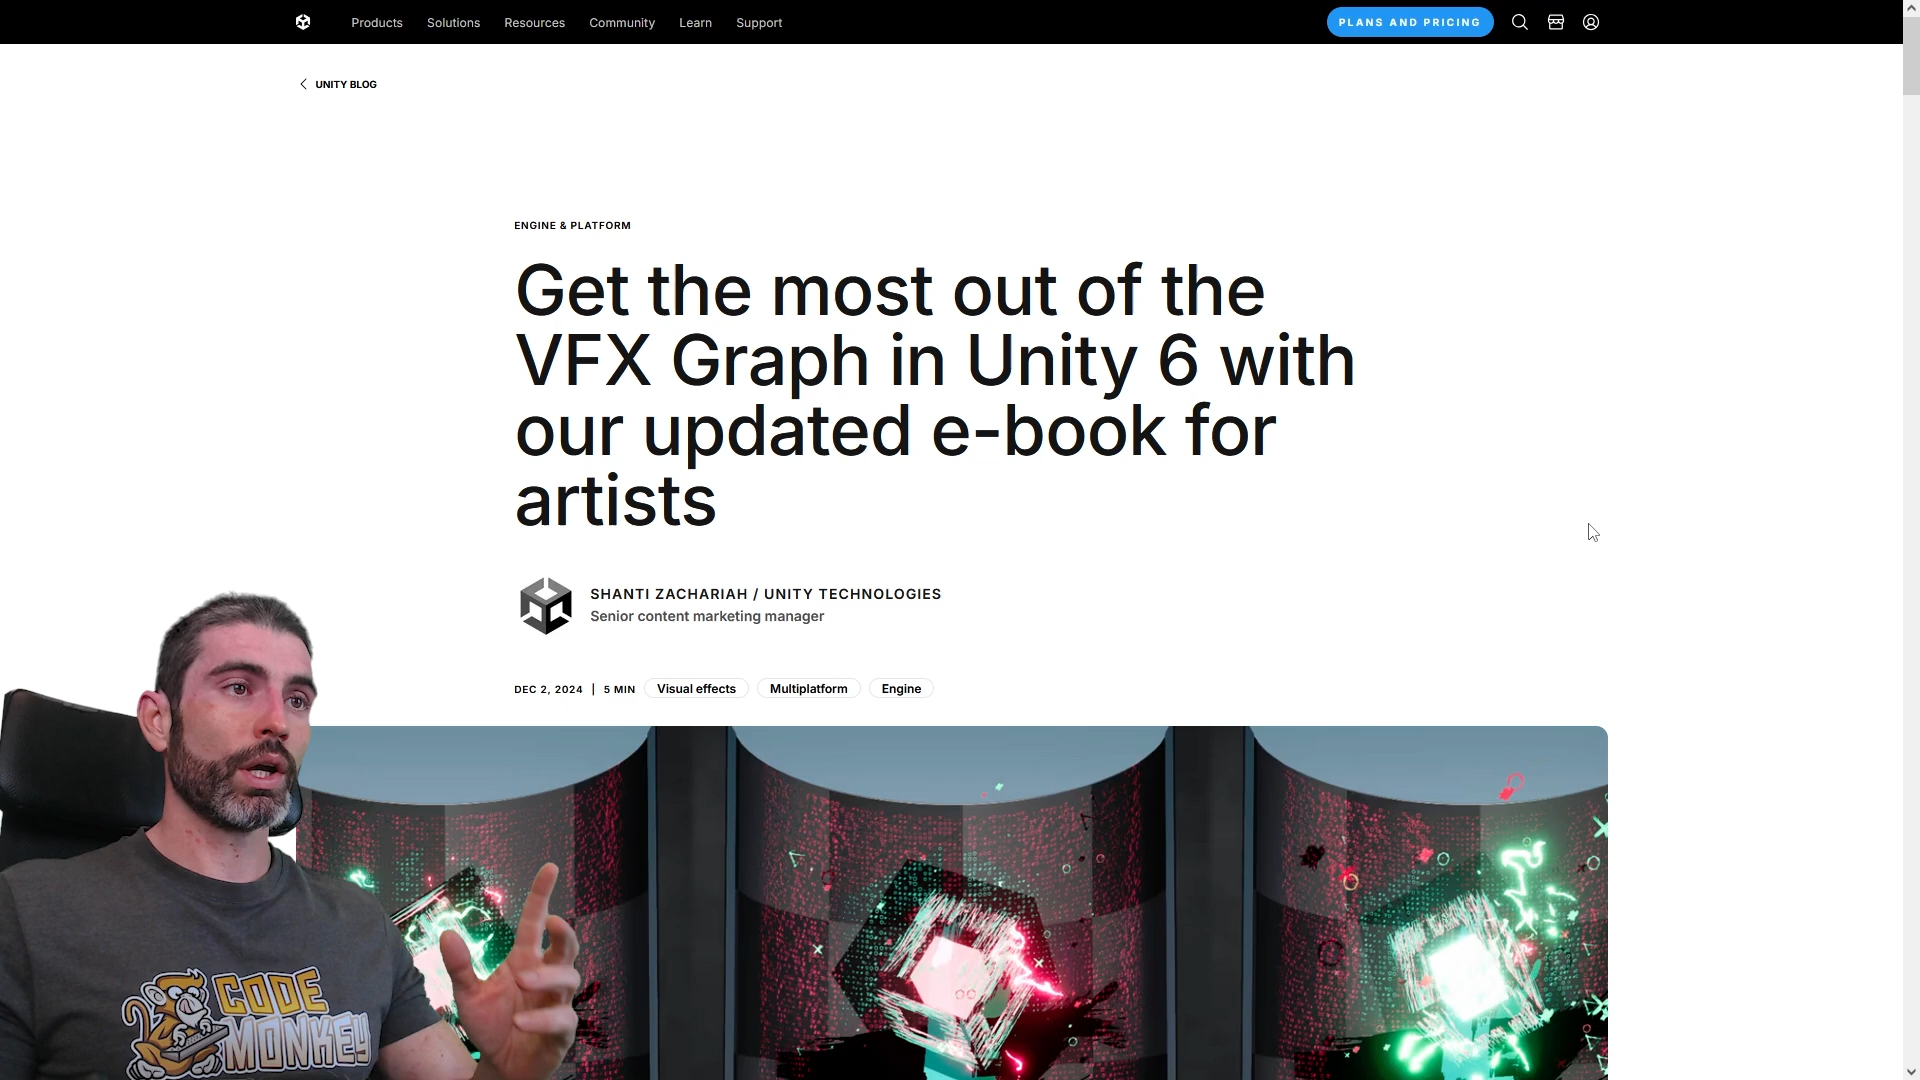 Products Solutions Resources Community Learn Support PLANS AND PRICING
UNITY BLOG
ENGINE & PLATFORM
Get the most out of the
VFX Graph in Unity 6 with
our updated e-book for
artists
SHANTI ZACHARIAH / UNITY TECHNOLOGIES
Senior content marketing manager
DEC 2, 2024 | 5 MIN Visual effects Multiplatform Engine
CODE
MONKEY